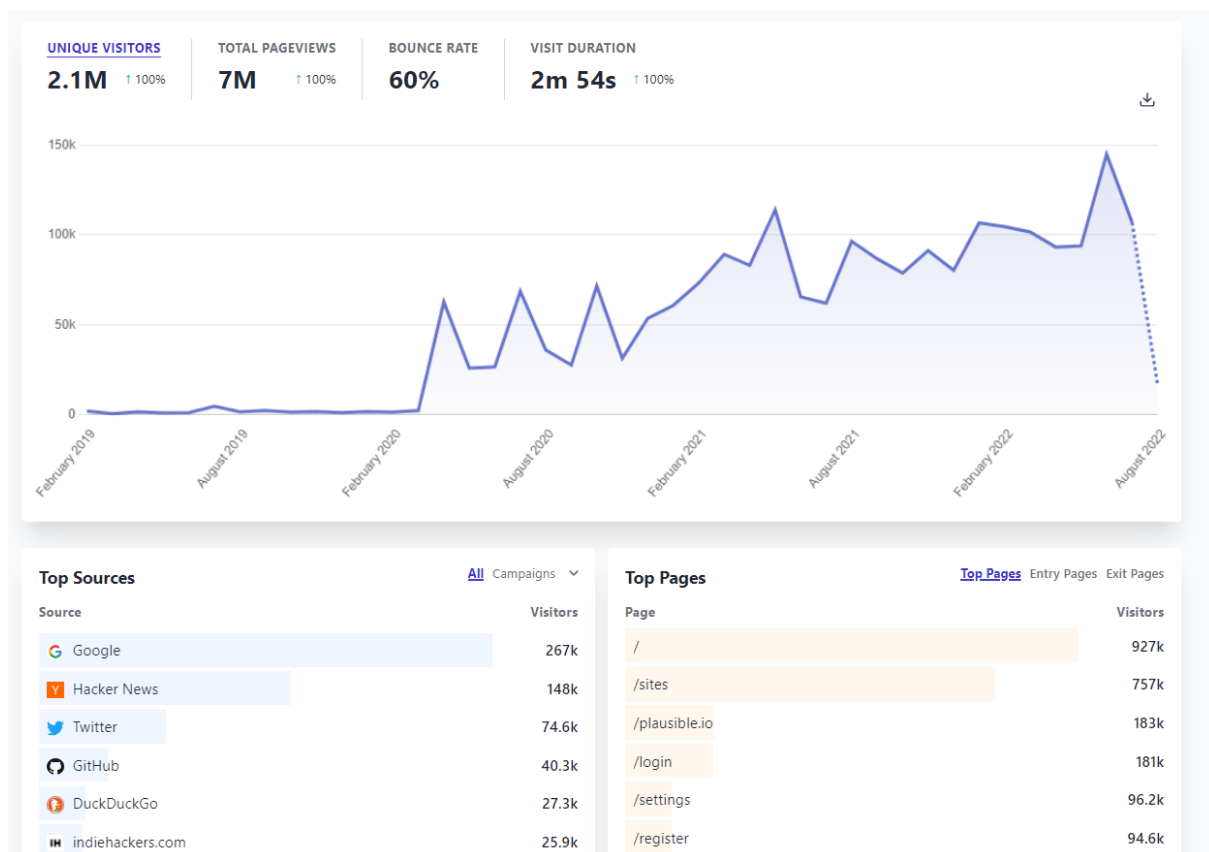 UNIQUE VISITORS TOTAL PAGEVIEWS BOUNCE RATE VISIT DURATION
2.1M ↑ 100% 7M ↑ 100% 60% 2m 54s ↑ 100%
150k
100k
50k
0
February 2019 August 2019 February 2020 August 2020 February 2021 August 2021 February 2022 August 2022
Top Sources All Campaigns
Source Visitors
Google 267k
Y Hacker News 148k
Twitter 74.6k
GitHub 40.3k
DuckDuckGo 27.3k
IH indiehackers.com 25.9k
Top Pages Top Pages Entry Pages Exit Pages
Page Visitors
/ 927k
/sites 757k
/plausible.io 183k
/login 181k
/settings 96.2k
/register 94.6k